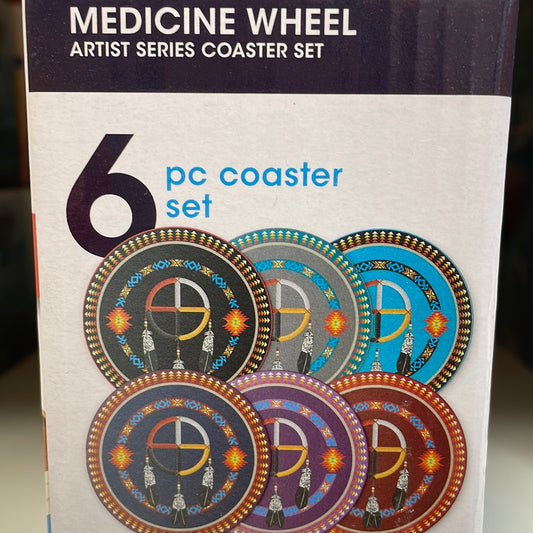 MEDICINE WHEEL
ARTIST SERIES COASTER SET
6 pc coaster
set